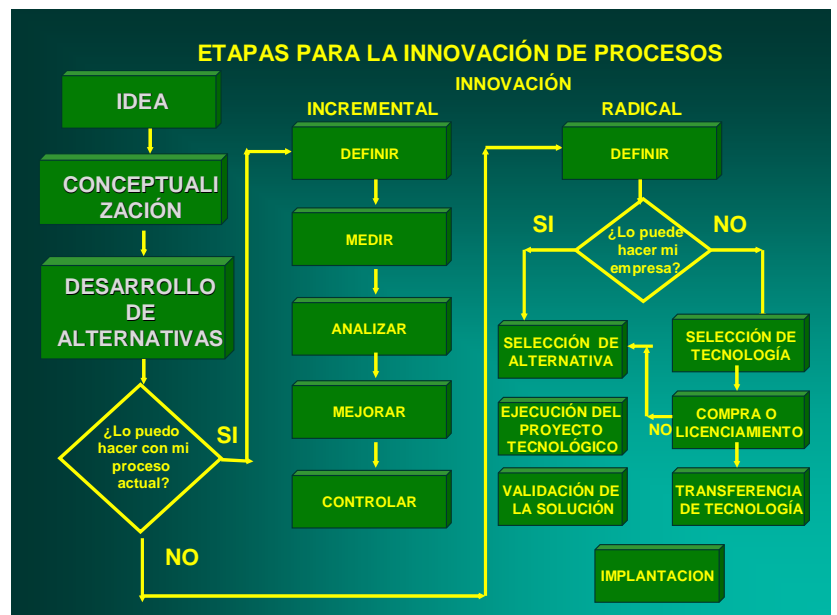 ETAPAS PARA LA INNOVACIÓN DE PROCESOS
INNOVACIÓN
IDEA
CONCEPTUALI
ZACIÓN
DESARROLLO
DE
ALTERNATIVAS
¿Lo puedo
hacer con mi
proceso
actual?
SI
NO
INCREMENTAL
DEFINIR
MEDIR
ANALIZAR
MEJORAR
CONTROLAR
RADICAL
DEFINIR
¿Lo puede
hacer mi
empresa?
SI
NO
SELECCIÓN DE
ALTERNATIVA
EJECUCIÓN DEL
PROYECTO
TECNOLÓGICO
VALIDACIÓN DE
LA SOLUCIÓN
SELECCIÓN DE
TECNOLOGÍA
COMPRA O
LICENCIAMIENTO
NO
TRANSFERENCIA
DE TECNOLOGÍA
IMPLANTACION